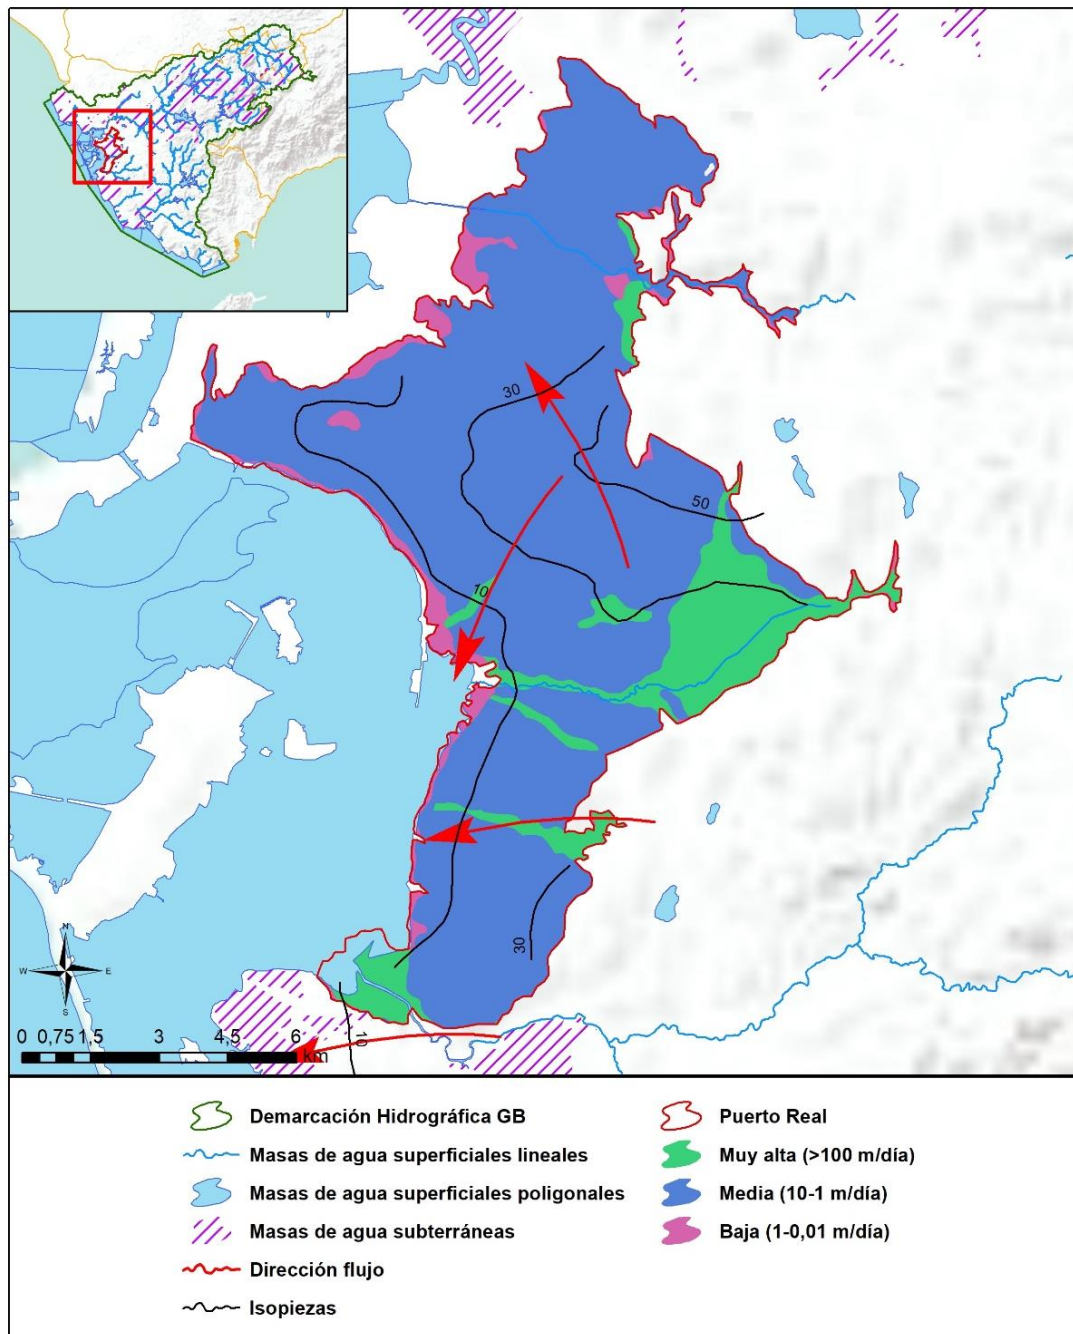 30
50
10
30
10
N
W E
S
0 0,75 1,5 3 4,5 6
km
Demarcación Hidrográfica GB
Masas de agua superficiales lineales
Masas de agua superficiales poligonales
Masas de agua subterráneas
Dirección flujo
Isopiezas
Puerto Real
Muy alta (>100 m/día)
Media (10-1 m/día)
Baja (1-0,01 m/día)